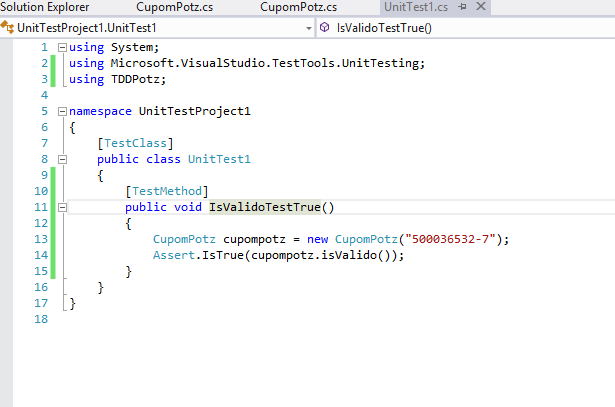 Solution Explorer CupomPotz.cs CupomPotz.cs UnitTest1.cs
UnitTestProject1.UnitTest1 IsValidoTestTrue()
1 using System;
2 using Microsoft.VisualStudio.TestTools.UnitTesting;
3 using TDDPotz;
4
5 namespace UnitTestProject1
6 {
7 [TestClass]
8 public class UnitTest1
9 {
10 [TestMethod]
11 public void IsValidoTestTrue()
12 {
13 CupomPotz cupompotz = new CupomPotz("500036532-7");
14 Assert.IsTrue(cupompotz.isValido());
15 }
16 }
17 }
18